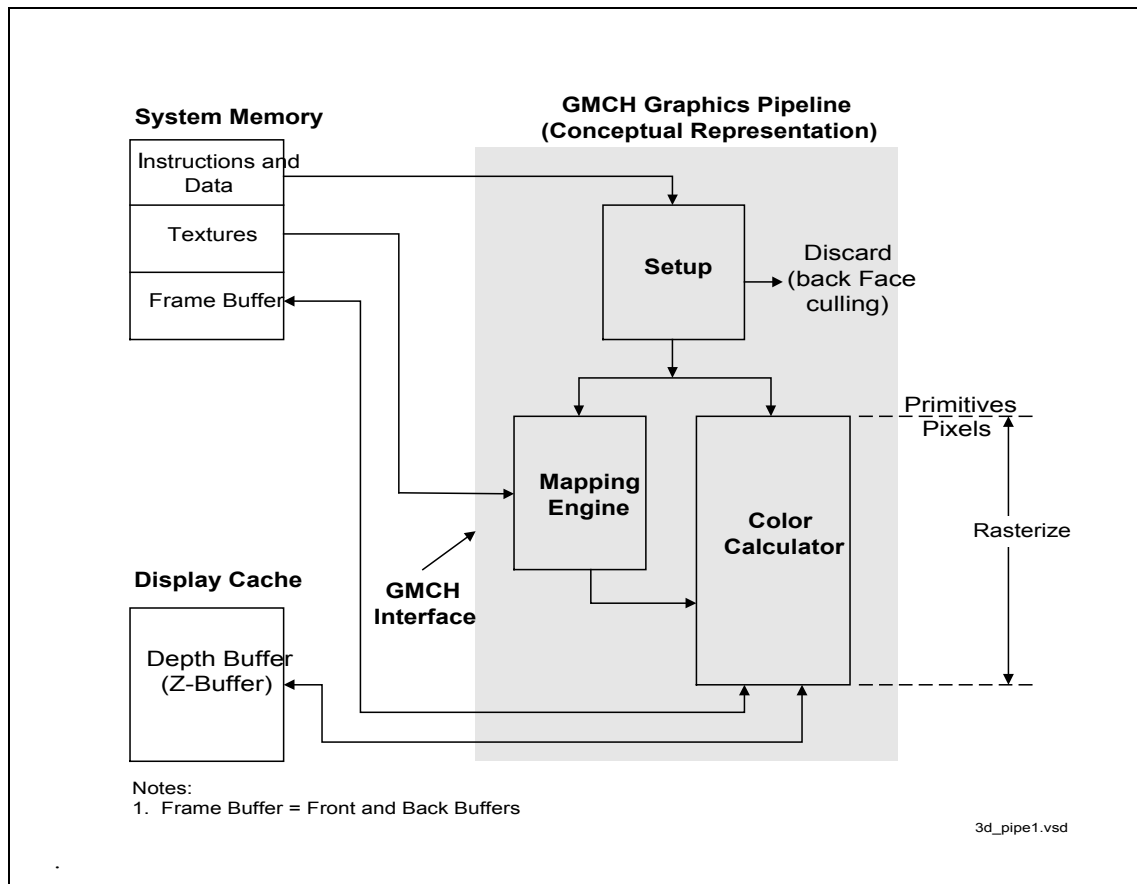 System Memory
GMCH Graphics Pipeline
(Conceptual Representation)
Instructions and
Data
Textures
Frame Buffer
Setup
Discard
(back Face
culling)
Primitives
Pixels
Mapping
Engine
Color
Calculator
Rasterize
GMCH
Interface
Display Cache
Depth Buffer
(Z-Buffer)
Notes:
1. Frame Buffer = Front and Back Buffers
3d_pipe1.vsd
.